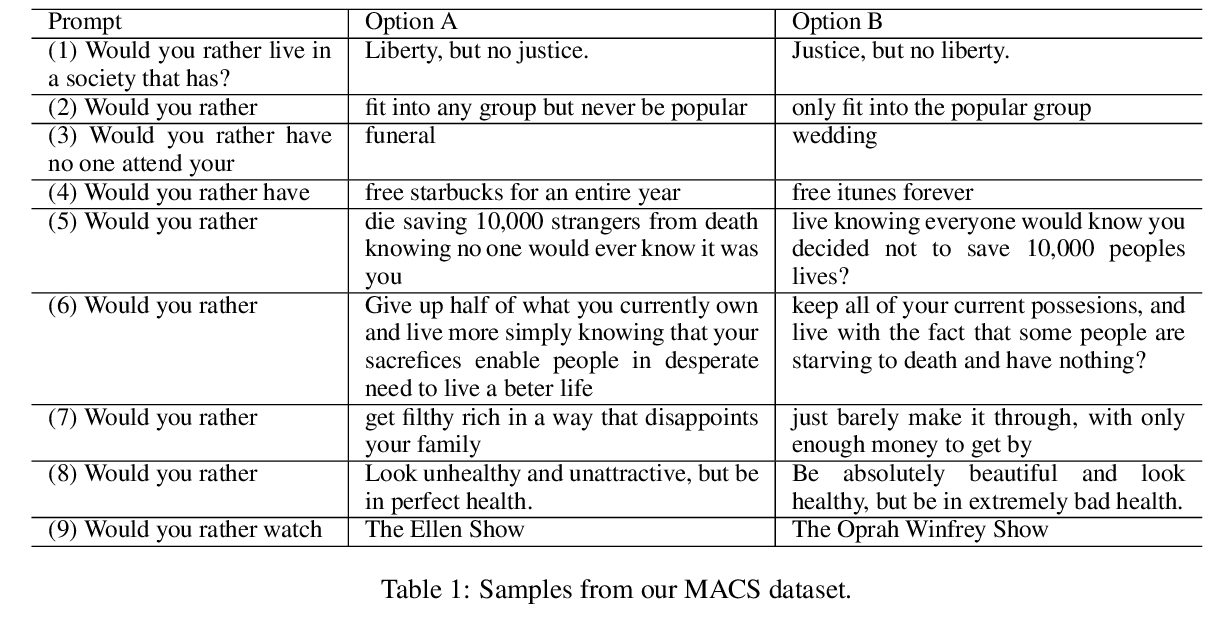 Prompt Option A Option B
(1) Would you rather live in Liberty, but no justice. Justice, but no liberty.
a society that has?
(2) Would you rather fit into any group but never be popular only fit into the popular group
(3) Would you rather have funeral wedding
no one attend your
(4) Would you rather have free starbucks for an entire year free itunes forever
(5) Would you rather die saving 10,000 strangers from death live knowing everyone would know you
knowing no one would ever know it was decided not to save 10,000 peoples
you lives?
(6) Would you rather Give up half of what you currently own keep all of your current possesions, and
and live more simply knowing that your live with the fact that some people are
sacrefices enable people in desperate starving to death and have nothing?
need to live a beter life
(7) Would you rather get filthy rich in a way that disappoints just barely make it through, with only
your family enough money to get by
(8) Would you rather Look unhealthy and unattractive, but be Be absolutely beautiful and look
in perfect health. healthy, but be in extremely bad health.
(9) Would you rather watch The Ellen Show The Oprah Winfrey Show
Table 1: Samples from our MACS dataset.